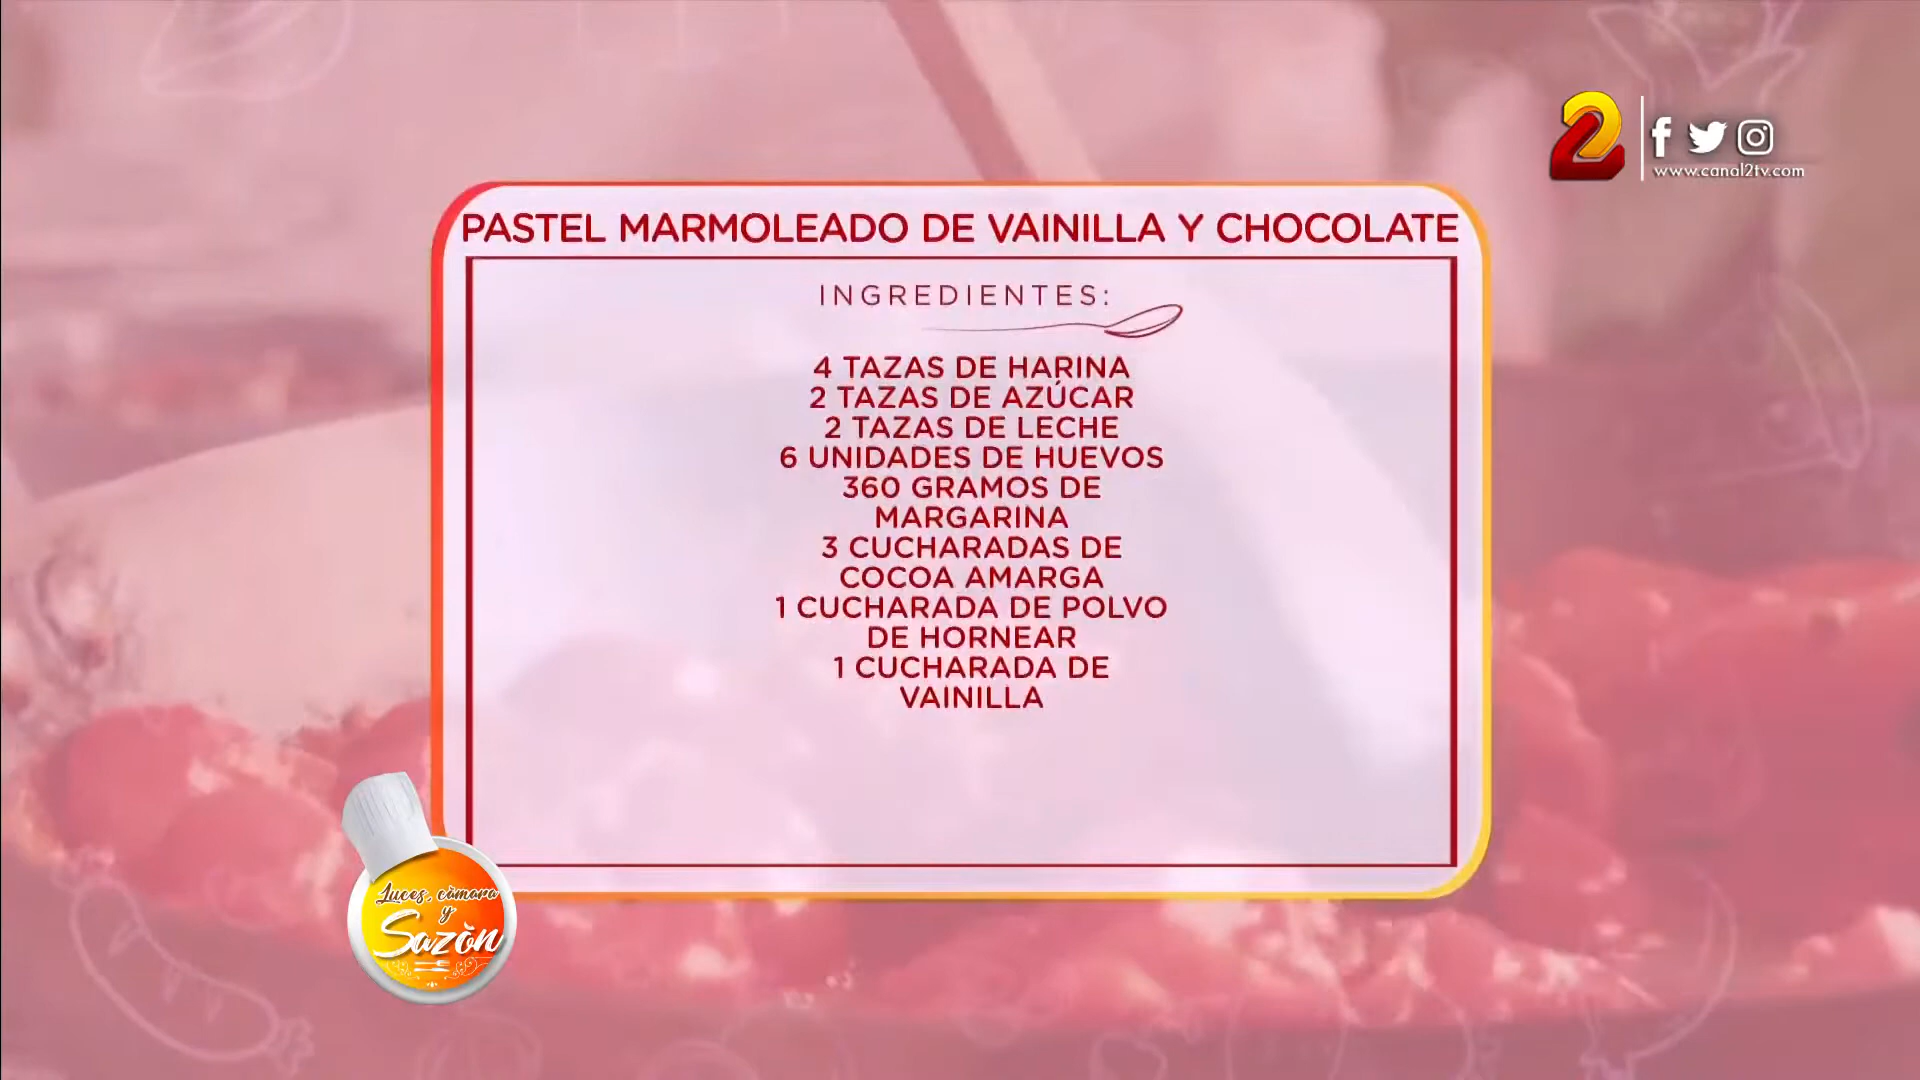 2
www.canal2tv.com
PASTEL MARMOLEADO DE VAINILLA Y CHOCOLATE
INGREDIENTES:
4 TAZAS DE HARINA
2 TAZAS DE AZÚCAR
2 TAZAS DE LECHE
6 UNIDADES DE HUEVOS
360 GRAMOS DE
MARGARINA
3 CUCHARADAS DE
COCOA AMARGA
1 CUCHARADA DE POLVO
DE HORNEAR
1 CUCHARADA DE
VAINILLA
Luces, cámara
y
Sazón